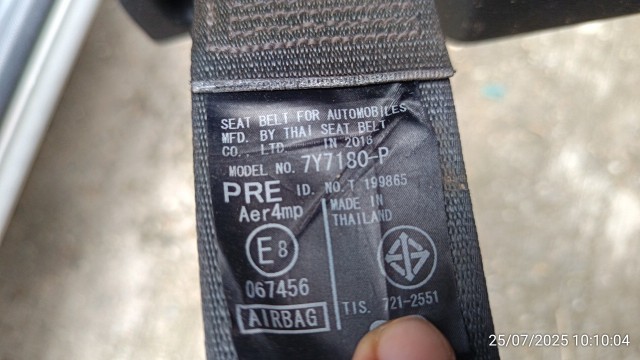 SEAT BELT FOR AUTOMOBILES
MFD. BY THAI SEAT BELT
CO., LTD. IN 2016
MODEL NO. 7Y7180-P
PRE ID. NO. T 199865
Aer4mp
MADE IN
THAILAND
E8
067456
AIRBAG
TIS. 721-2551
25/07/2025 10:10:04